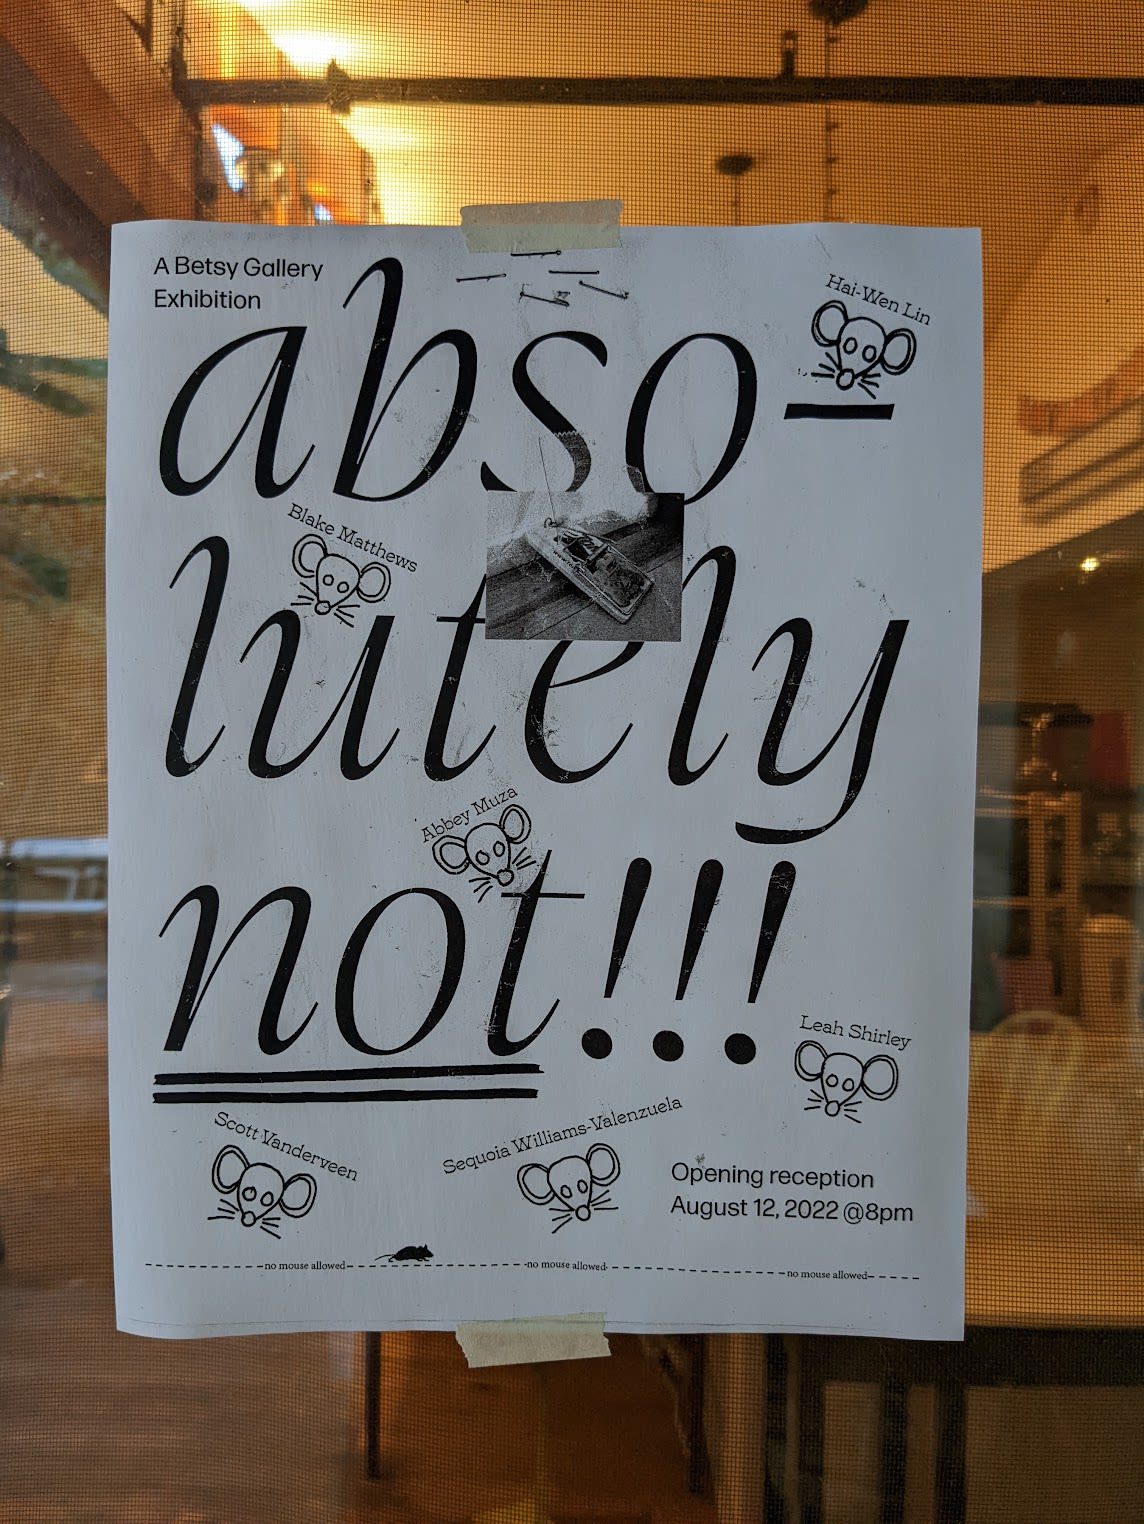 A Betsy Gallery
Exhibition
Hai-Wen Lin
abso-
Blake Matthews
lutely
Abbey Muza
not!!!
Leah Shirley
Scott Vanderveen
Sequoia Williams-Valenzuela
Opening reception
August 12, 2022 @8pm
no mouse allowed no mouse allowed no mouse allowed